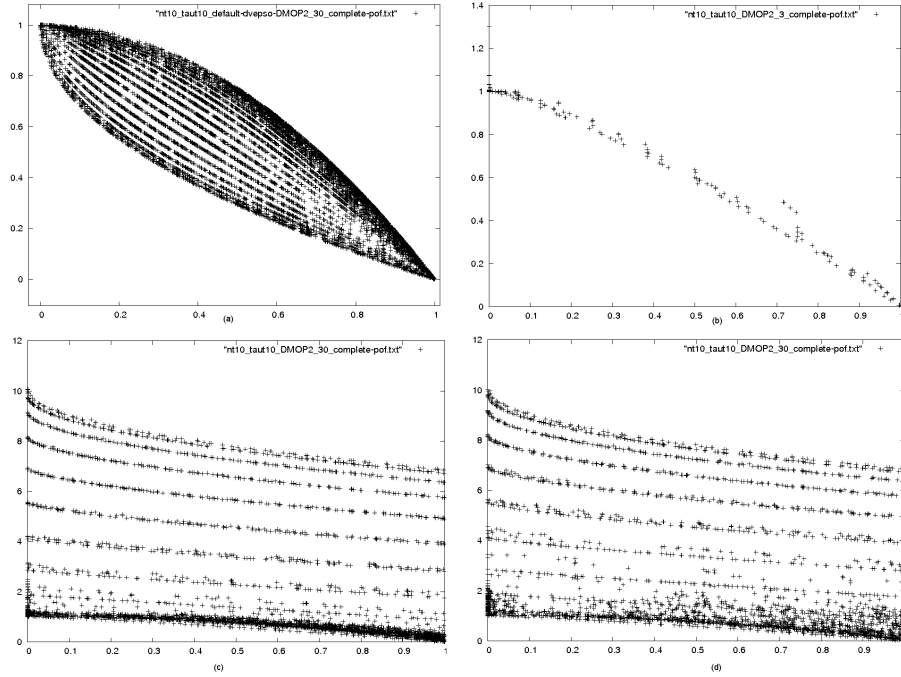 "nt10_taut10_default-dvepso-DMOP2_30_complete-pof.txt" +
1
0.8
0.6
0.4
0.2
0
0 0.2 0.4 0.6 0.8 1
(a)
"nt10_taut10_DMOP2_3_complete-pof.txt" +
1.4
1.2
1
0.8
0.6
0.4
0.2
0
0 0.1 0.2 0.3 0.4 0.5 0.6 0.7 0.8 0.9 1
(b)
"nt10_taut10_DMOP2_30_complete-pof.txt" +
12
10
8
6
4
2
0
0 0.1 0.2 0.3 0.4 0.5 0.6 0.7 0.8 0.9 1
(c)
"nt10_taut10_DMOP2_30_complete-pof.txt" +
12
10
8
6
4
2
0
0 0.1 0.2 0.3 0.4 0.5 0.6 0.7 0.8 0.9 1
(d)